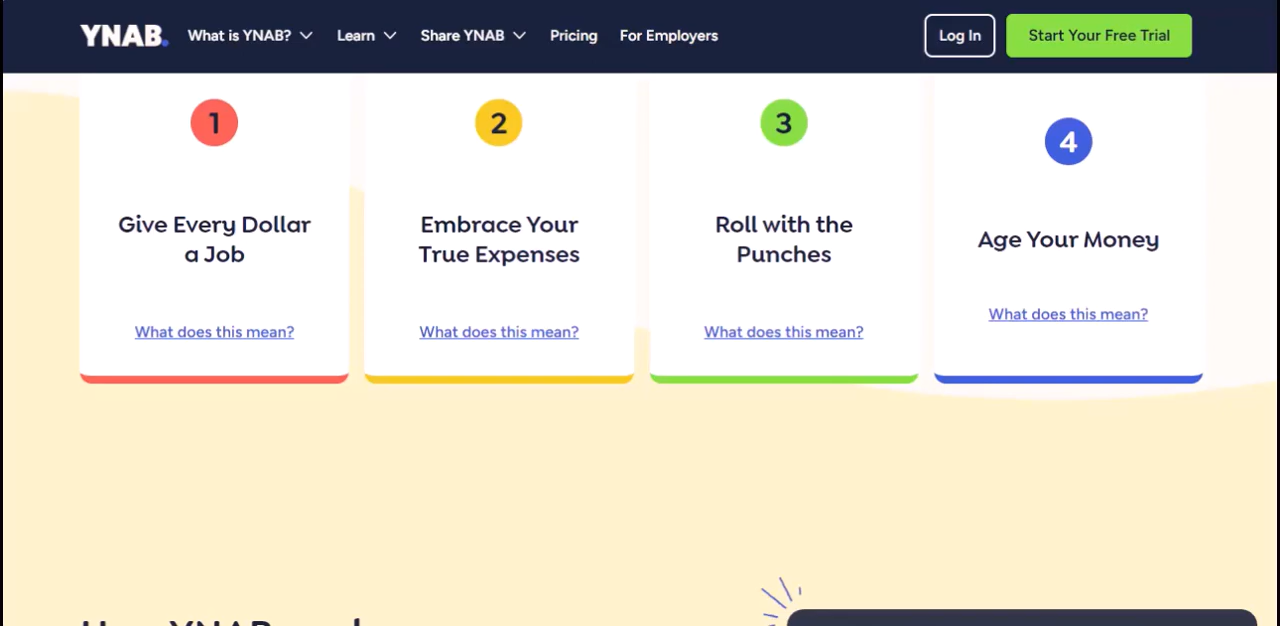 YNAB.
What is YNAB?
Learn
Share YNAB
Pricing
For Employers
Log In
Start Your Free Trial
1
2
3
4
Give Every Dollar
a Job
Embrace Your
True Expenses
Roll with the
Punches
Age Your Money
What does this mean?
What does this mean?
What does this mean?
What does this mean?